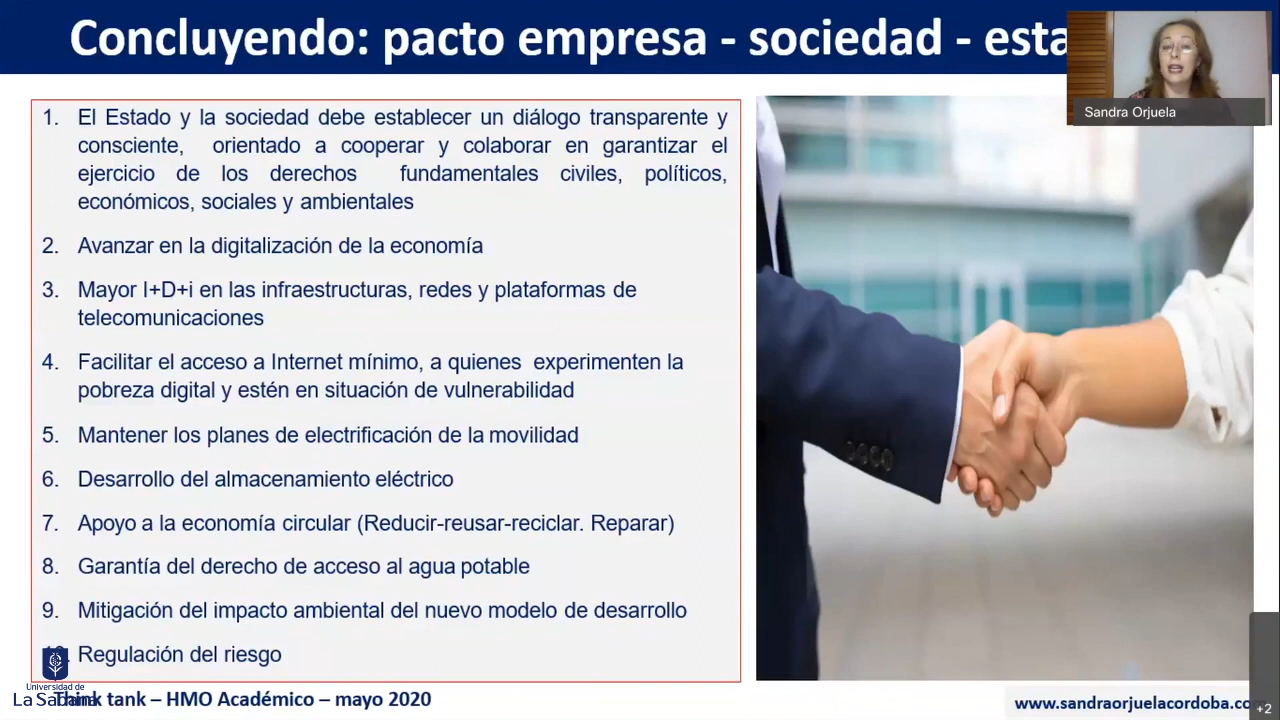 Concluyendo: pacto empresa - sociedad - esta
Sandra Orjuela
1. El Estado y la sociedad debe establecer un diálogo transparente y
consciente, orientado a cooperar y colaborar en garantizar el
ejercicio de los derechos fundamentales civiles, políticos,
económicos, sociales y ambientales
2. Avanzar en la digitalización de la economía
3. Mayor I+D+i en las infraestructuras, redes y plataformas de
telecomunicaciones
4. Facilitar el acceso a Internet mínimo, a quienes experimenten la
pobreza digital y estén en situación de vulnerabilidad
5. Mantener los planes de electrificación de la movilidad
6. Desarrollo del almacenamiento eléctrico
7. Apoyo a la economía circular (Reducir-reusar-reciclar. Reparar)
8. Garantía del derecho de acceso al agua potable
9. Mitigación del impacto ambiental del nuevo modelo de desarrollo
10. Regulación del riesgo
Universidad de
La Sabana
Think tank – HMO Académico – mayo 2020
www.sandraorjuelacordoba.co
+2